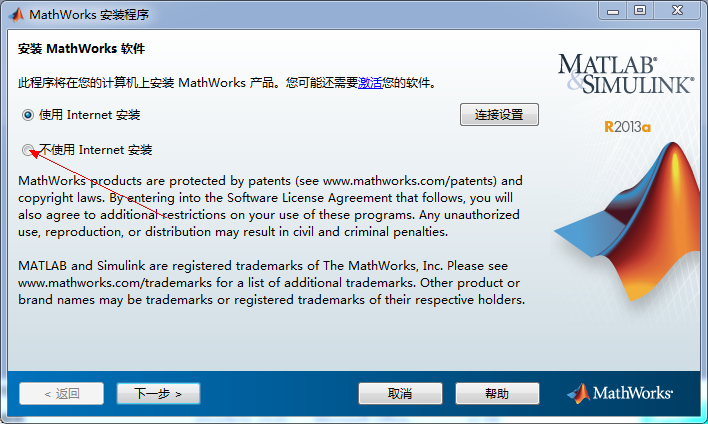 MathWorks 安装程序
安装 MathWorks 软件
此程序将在您的计算机上安装 MathWorks 产品。您可能还需要激活您的软件。
使用 Internet 安装
连接设置
不使用 Internet 安装
MathWorks products are protected by patents (see www.mathworks.com/patents) and
copyright laws. By entering into the Software License Agreement that follows, you will
also agree to additional restrictions on your use of these programs. Any unauthorized
use, reproduction, or distribution may result in civil and criminal penalties.
MATLAB and Simulink are registered trademarks of The MathWorks, Inc. Please see
www.mathworks.com/trademarks for a list of additional trademarks. Other product or
brand names may be trademarks or registered trademarks of their respective holders.
MATLAB®
&SIMULINK®
R2013a
< 返回
下一步 >
取消
帮助
MathWorks